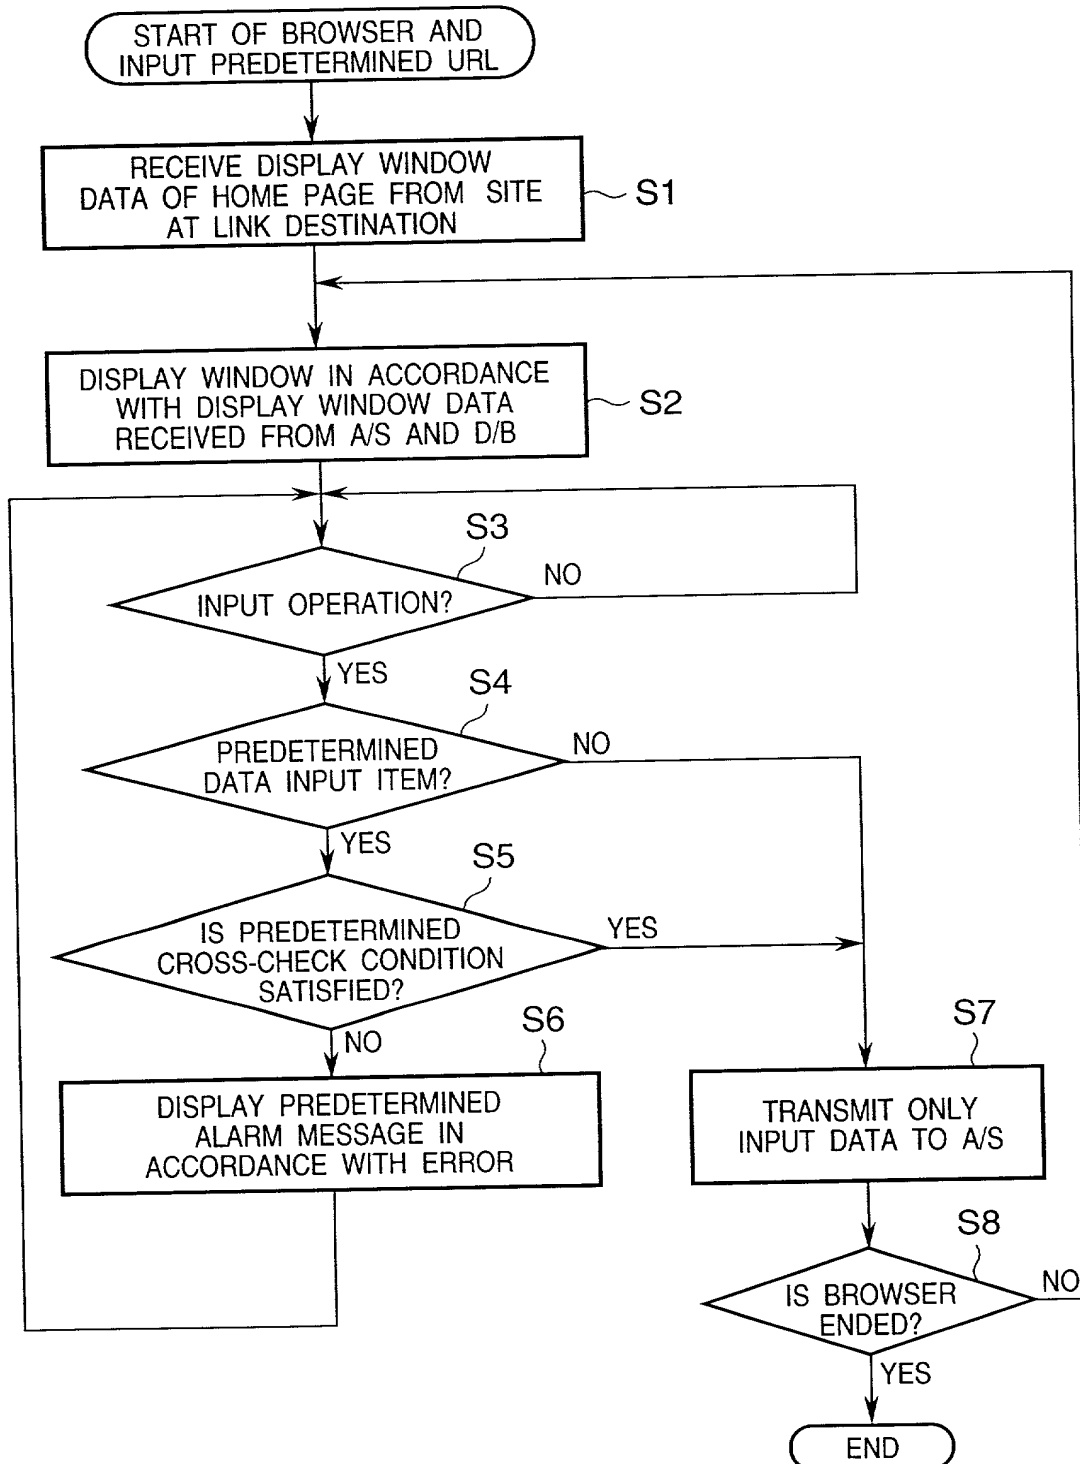 START OF BROWSER AND
INPUT PREDETERMINED URL
RECEIVE DISPLAY WINDOW
DATA OF HOME PAGE FROM SITE
AT LINK DESTINATION
S1
DISPLAY WINDOW IN ACCORDANCE
WITH DISPLAY WINDOW DATA
RECEIVED FROM A/S AND D/B
S2
S3
INPUT OPERATION?
NO
YES
S4
PREDETERMINED
DATA INPUT ITEM?
NO
YES
S5
IS PREDETERMINED
CROSS-CHECK CONDITION
SATISFIED?
YES
NO
S6
DISPLAY PREDETERMINED
ALARM MESSAGE IN
ACCORDANCE WITH ERROR
S7
TRANSMIT ONLY
INPUT DATA TO A/S
S8
IS BROWSER
ENDED?
NO
YES
END